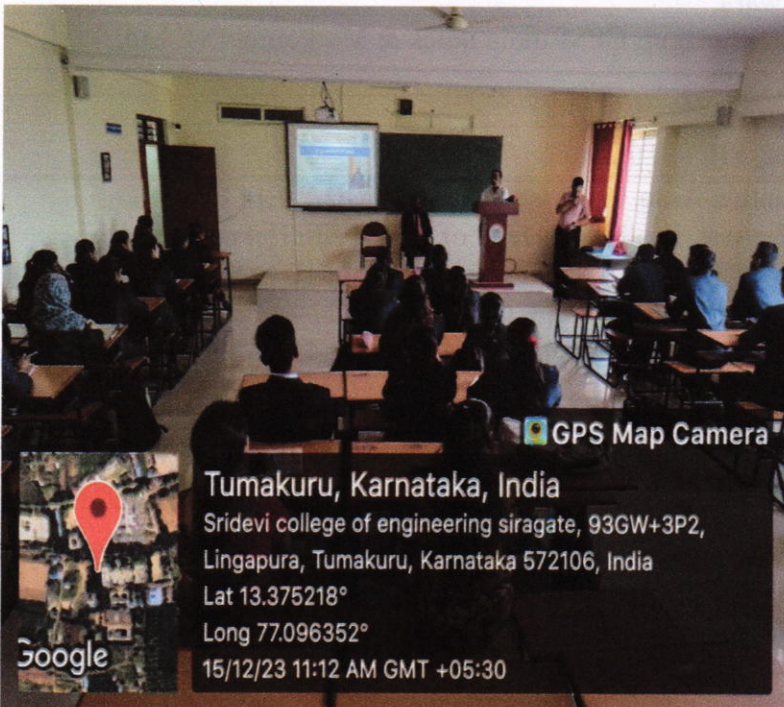 GPS Map Camera
Tumakuru, Karnataka, India
Sridevi college of engineering siragate, 93GW+3P2,
Lingapura, Tumakuru, Karnataka 572106, India
Lat 13.375218°
Long 77.096352°
15/12/23 11:12 AM GMT +05:30
Google